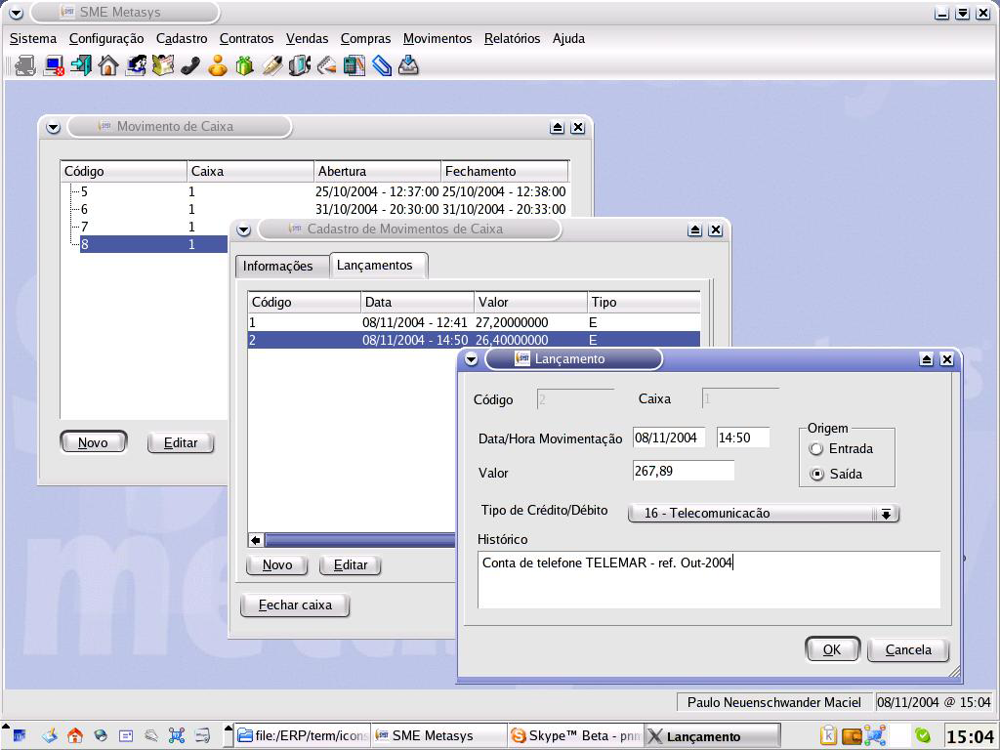 SME Metasys
Sistema Configuração Cadastro Contratos Vendas Compras Movimentos Relatórios Ajuda
Movimento de Caixa
Código Caixa Abertura Fechamento
5 1 25/10/2004 - 12:37:00 25/10/2004 - 12:38:00
6 1 31/10/2004 - 20:30:00 31/10/2004 - 20:33:00
7 1
8 1
Novo Editar
Cadastro de Movimentos de Caixa
Informações Lançamentos
Código Data Valor Tipo
1 08/11/2004 - 12:41 27,20000000 E
2 08/11/2004 - 14:50 26,40000000 E
Novo Editar
Fechar caixa
Lançamento
Código 2 Caixa 1
Data/Hora Movimentação 08/11/2004 14:50
Origem
Entrada
Saída
Valor 267,89
Tipo de Crédito/Débito 16 - Telecomunicacão
Histórico
Conta de telefone TELEMAR - ref. Out-2004
OK Cancela
Paulo Neuenschwander Maciel 08/11/2004 @ 15:04
file:/ERP/term/icons SME Metasys Skype™ Beta - pnm Lançamento 15:04